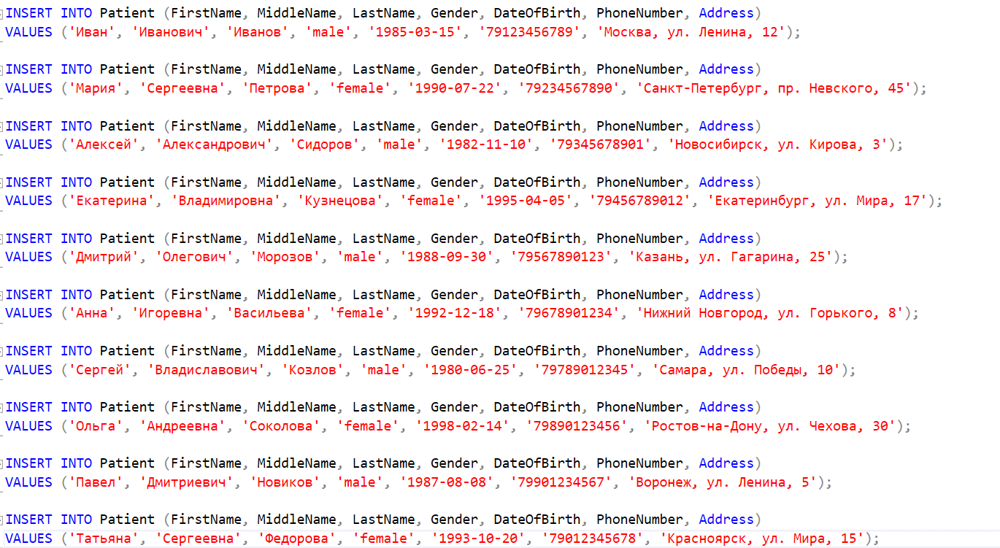 INSERT INTO Patient (FirstName, MiddleName, LastName, Gender, DateOfBirth, PhoneNumber, Address)
VALUES ('Иван', 'Иванович', 'Иванов', 'male', '1985-03-15', '79123456789', 'Москва, ул. Ленина, 12');
INSERT INTO Patient (FirstName, MiddleName, LastName, Gender, DateOfBirth, PhoneNumber, Address)
VALUES ('Мария', 'Сергеевна', 'Петрова', 'female', '1990-07-22', '79234567890', 'Санкт-Петербург, пр. Невского, 45');
INSERT INTO Patient (FirstName, MiddleName, LastName, Gender, DateOfBirth, PhoneNumber, Address)
VALUES ('Алексей', 'Александрович', 'Сидоров', 'male', '1982-11-10', '79345678901', 'Новосибирск, ул. Кирова, 3');
INSERT INTO Patient (FirstName, MiddleName, LastName, Gender, DateOfBirth, PhoneNumber, Address)
VALUES ('Екатерина', 'Владимировна', 'Кузнецова', 'female', '1995-04-05', '79456789012', 'Екатеринбург, ул. Мира, 17');
INSERT INTO Patient (FirstName, MiddleName, LastName, Gender, DateOfBirth, PhoneNumber, Address)
VALUES ('Дмитрий', 'Олегович', 'Морозов', 'male', '1988-09-30', '79567890123', 'Казань, ул. Гагарина, 25');
INSERT INTO Patient (FirstName, MiddleName, LastName, Gender, DateOfBirth, PhoneNumber, Address)
VALUES ('Анна', 'Игоревна', 'Васильева', 'female', '1992-12-18', '79678901234', 'Нижний Новгород, ул. Горького, 8');
INSERT INTO Patient (FirstName, MiddleName, LastName, Gender, DateOfBirth, PhoneNumber, Address)
VALUES ('Сергей', 'Владиславович', 'Козлов', 'male', '1980-06-25', '79789012345', 'Самара, ул. Победы, 10');
INSERT INTO Patient (FirstName, MiddleName, LastName, Gender, DateOfBirth, PhoneNumber, Address)
VALUES ('Ольга', 'Андреевна', 'Соколова', 'female', '1998-02-14', '79890123456', 'Ростов-на-Дону, ул. Чехова, 30');
INSERT INTO Patient (FirstName, MiddleName, LastName, Gender, DateOfBirth, PhoneNumber, Address)
VALUES ('Павел', 'Дмитриевич', 'Новиков', 'male', '1987-08-08', '79901234567', 'Воронеж, ул. Ленина, 5');
INSERT INTO Patient (FirstName, MiddleName, LastName, Gender, DateOfBirth, PhoneNumber, Address)
VALUES ('Татьяна', 'Сергеевна', 'Федорова', 'female', '1993-10-20', '79012345678', 'Красноярск, ул. Мира, 15');